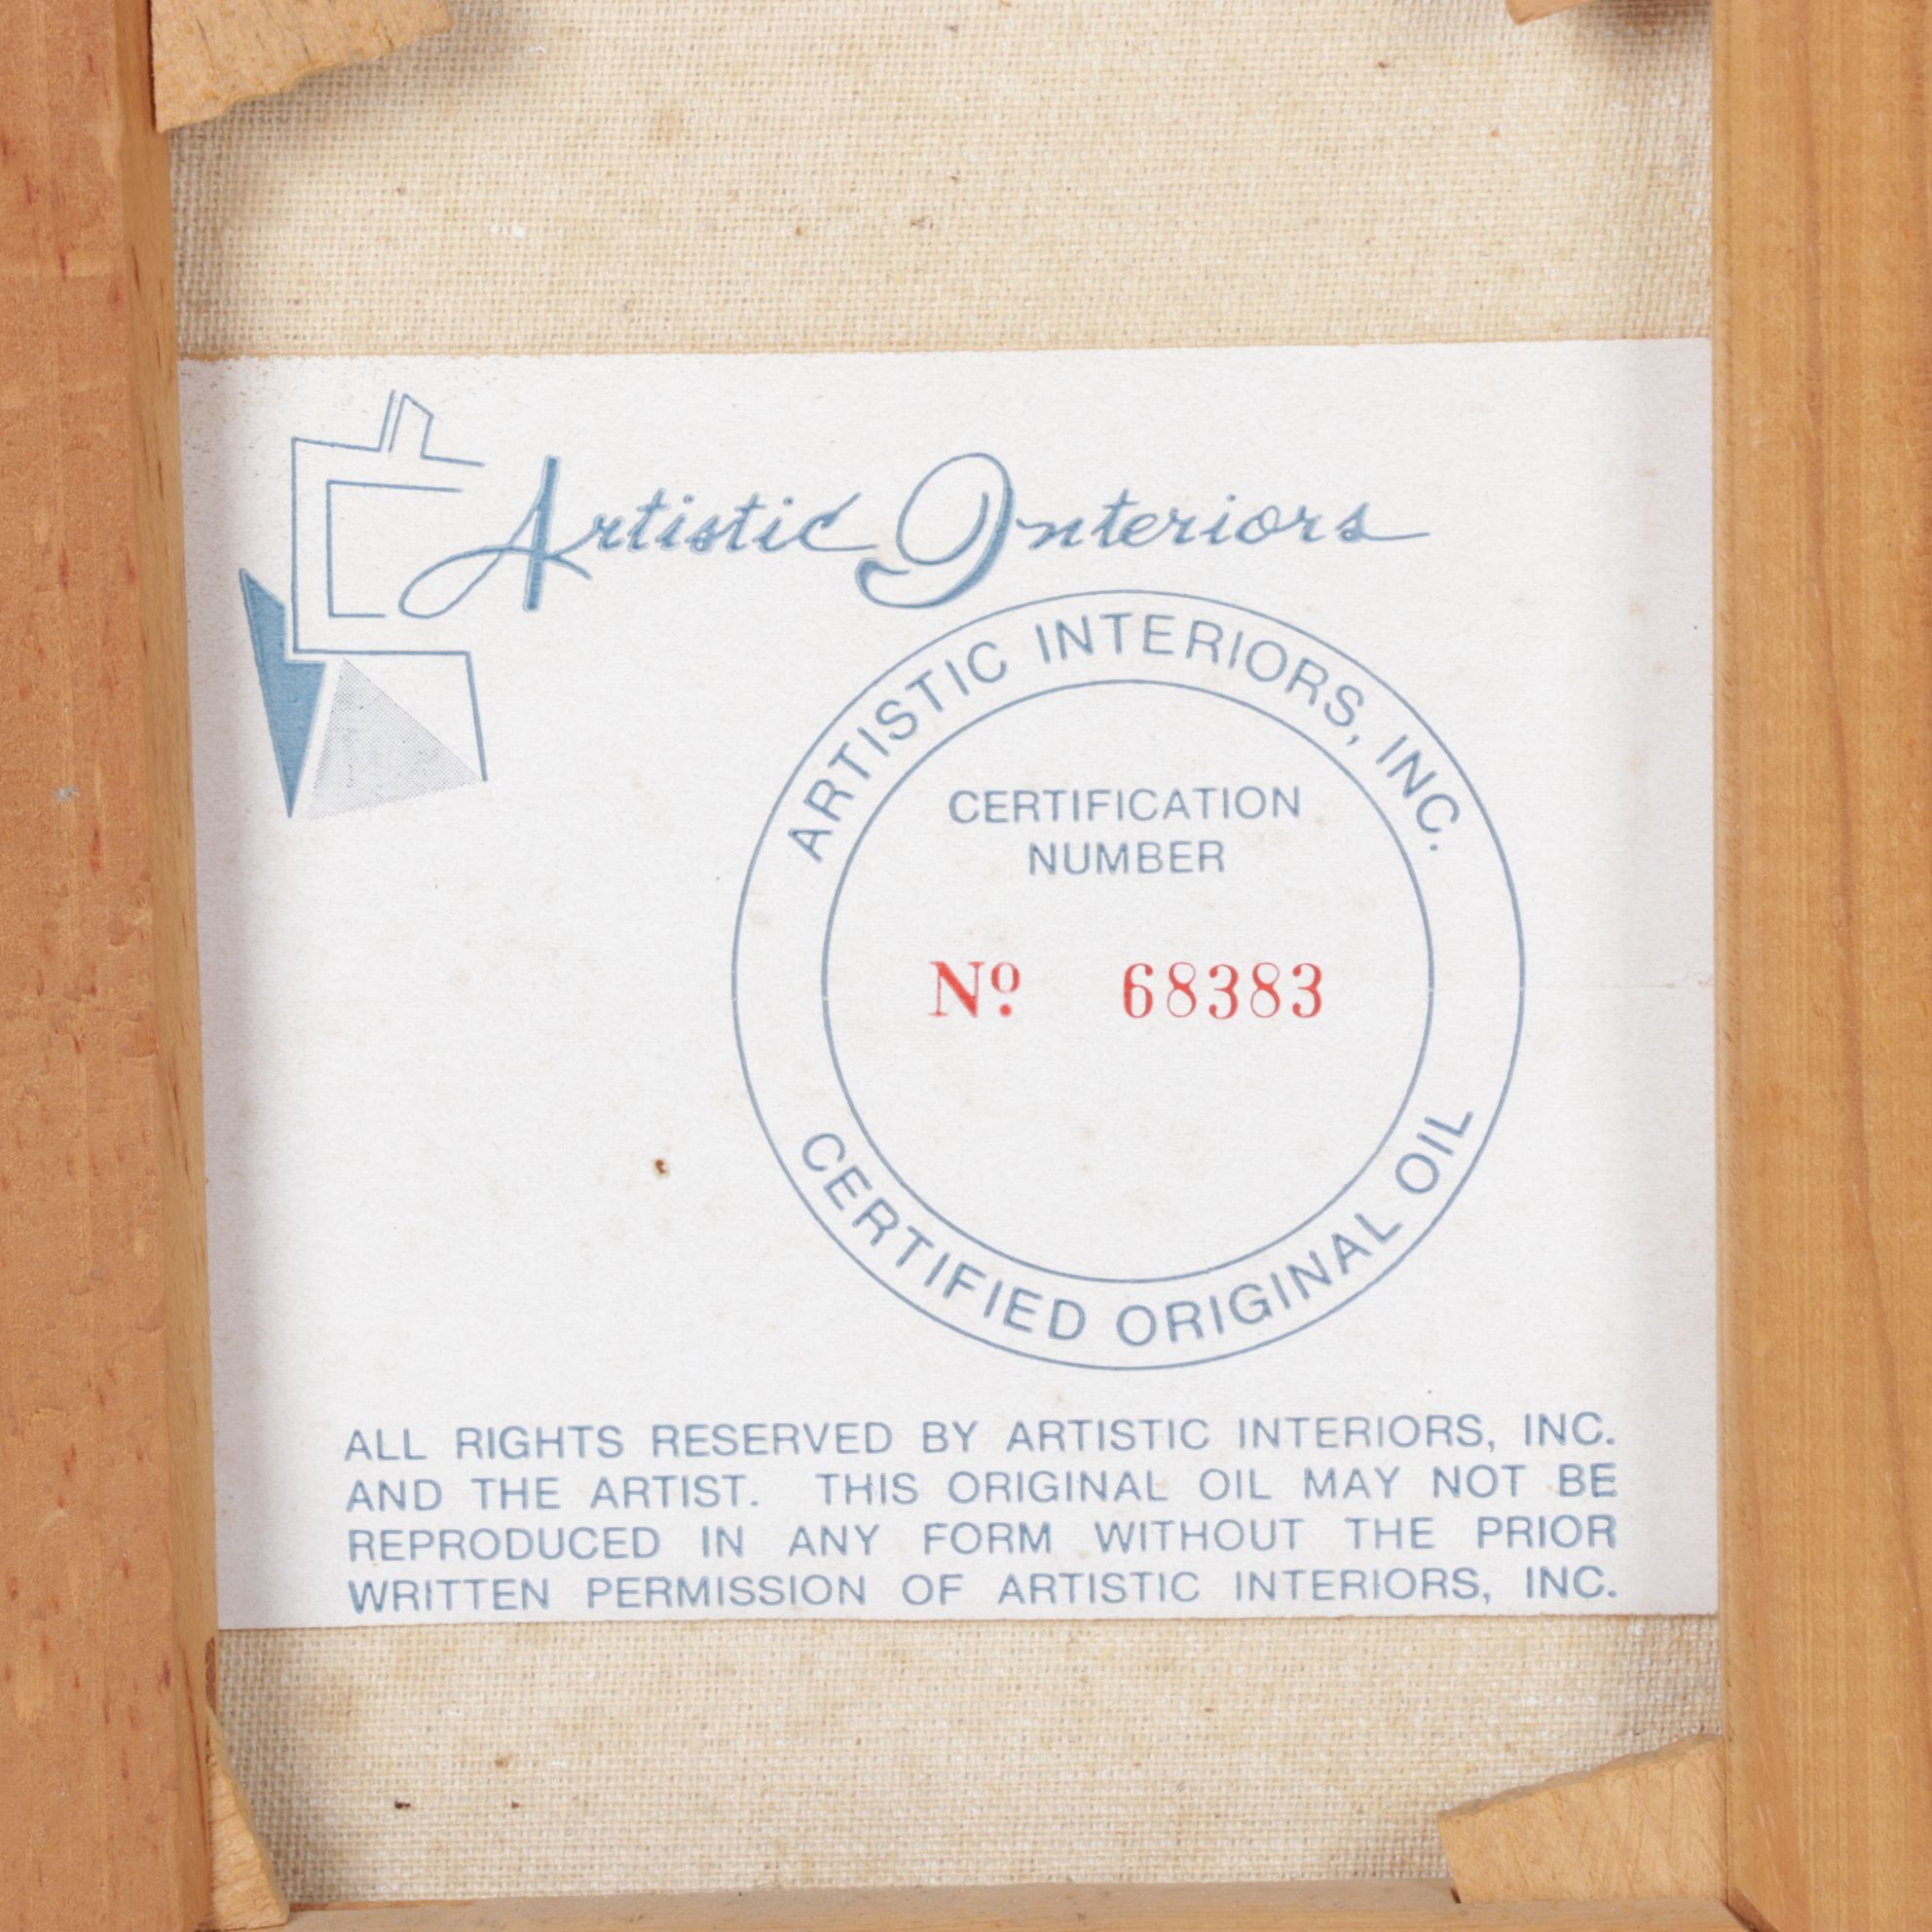 Artistic Interiors
ARTISTIC INTERIORS, INC.
CERTIFICATION
NUMBER
Nº 68383
CERTIFIED ORIGINAL OIL
ALL RIGHTS RESERVED BY ARTISTIC INTERIORS, INC.
AND THE ARTIST. THIS ORIGINAL OIL MAY NOT BE
REPRODUCED IN ANY FORM WITHOUT THE PRIOR
WRITTEN PERMISSION OF ARTISTIC INTERIORS, INC.